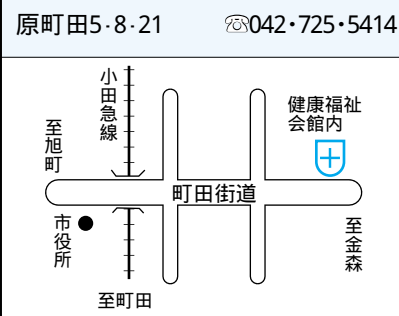 原町田5·8·21 ☎042・725・5414
小田急線
健康福祉
会館内
至旭町
町田街道
市役所
至金森
至町田